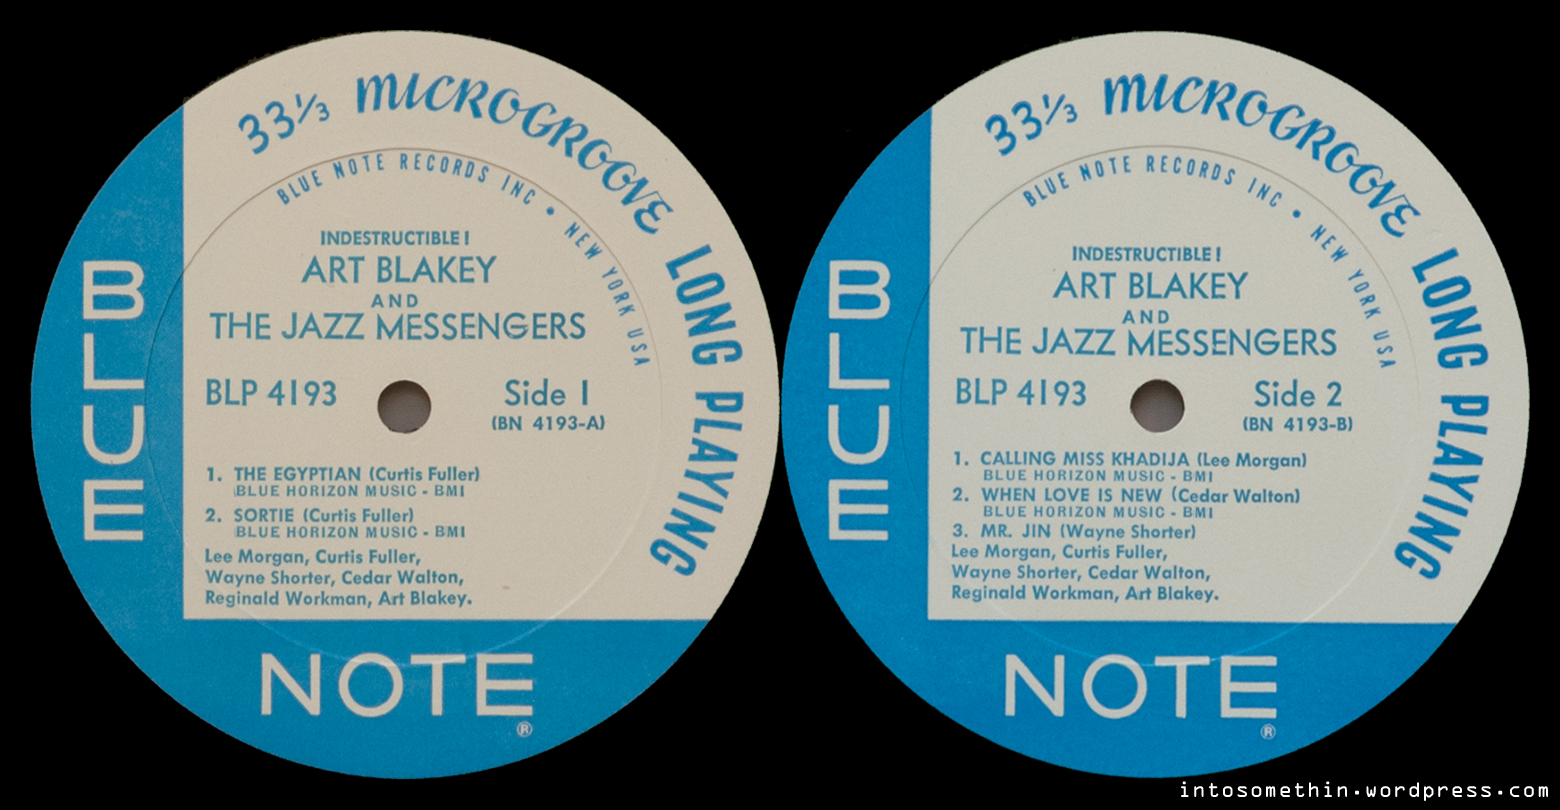 33⅓ MICROGROOVE LONG PLAYING
BLUE NOTE RECORDS INC • NEW YORK USA
INDESTRUCTIBLE!
ART BLAKEY
AND
THE JAZZ MESSENGERS
BLP 4193
Side 1
(BN 4193-A)
1. THE EGYPTIAN (Curtis Fuller)
BLUE HORIZON MUSIC - BMI
2. SORTIE (Curtis Fuller)
BLUE HORIZON MUSIC - BMI
Lee Morgan, Curtis Fuller,
Wayne Shorter, Cedar Walton,
Reginald Workman, Art Blakey.
BLUE
NOTE
®
33⅓ MICROGROOVE LONG PLAYING
BLUE NOTE RECORDS INC • NEW YORK USA
INDESTRUCTIBLE!
ART BLAKEY
AND
THE JAZZ MESSENGERS
BLP 4193
Side 2
(BN 4193-B)
1. CALLING MISS KHADIJA (Lee Morgan)
BLUE HORIZON MUSIC - BMI
2. WHEN LOVE IS NEW (Cedar Walton)
BLUE HORIZON MUSIC - BMI
3. MR. JIN (Wayne Shorter)
Lee Morgan, Curtis Fuller,
Wayne Shorter, Cedar Walton,
Reginald Workman, Art Blakey.
BLUE
NOTE
®
intosomethin.wordpress.com